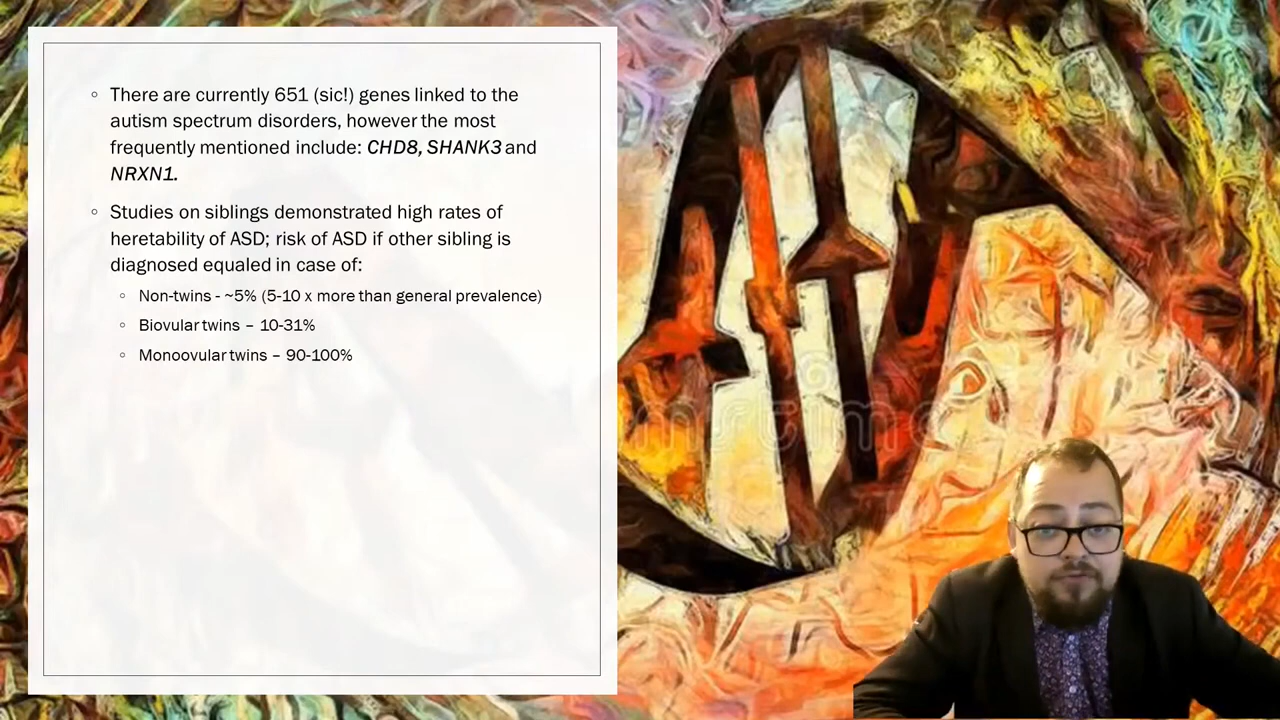 There are currently 651 (sic!) genes linked to the
autism spectrum disorders, however the most
frequently mentioned include: CHD8, SHANK3 and
NRXN1.
Studies on siblings demonstrated high rates of
heretability of ASD; risk of ASD if other sibling is
diagnosed equaled in case of:
Non-twins - ~5% (5-10 x more than general prevalence)
Biovular twins – 10-31%
Monoovular twins – 90-100%